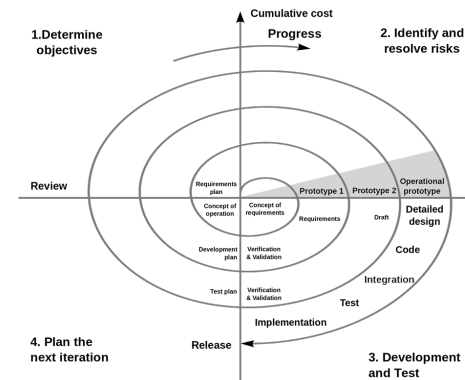 Cumulative cost
1.Determine
objectives
Progress
2. Identify and
resolve risks
Review
Requirements
plan
Prototype 1
Prototype 2
Operational
prototype
Concept of
operation
Concept of
requirements
Requirements
Draft
Detailed
design
Development
plan
Verification
& Validation
Code
Integration
Test plan
Verification
& Validation
Test
Implementation
Release
4. Plan the
next iteration
3. Development
and Test